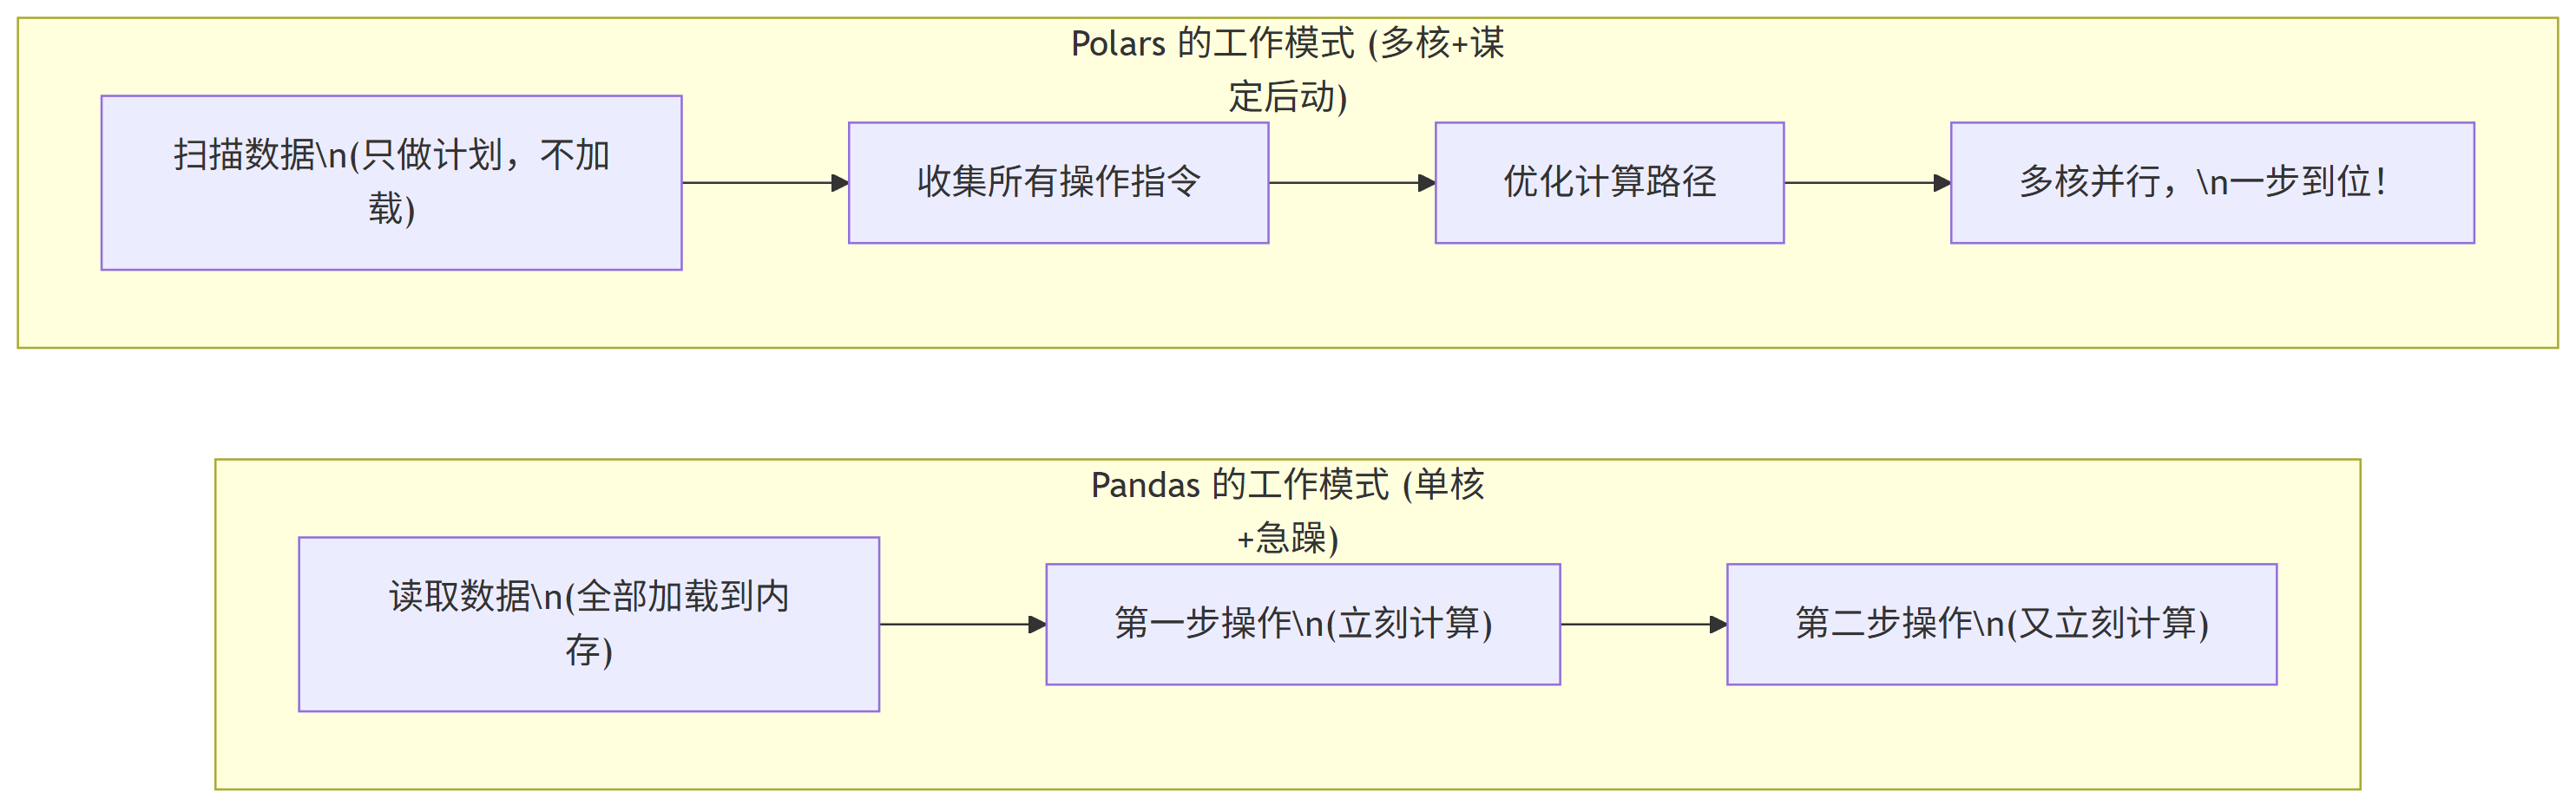 Polars 的工作模式 (多核+谋
定后动)
扫描数据\n(只做计划，不加
载)
收集所有操作指令
优化计算路径
多核并行，\n一步到位！
Pandas 的工作模式 (单核
+急躁)
读取数据\n(全部加载到内
存)
第一步操作\n(立刻计算)
第二步操作\n(又立刻计算)